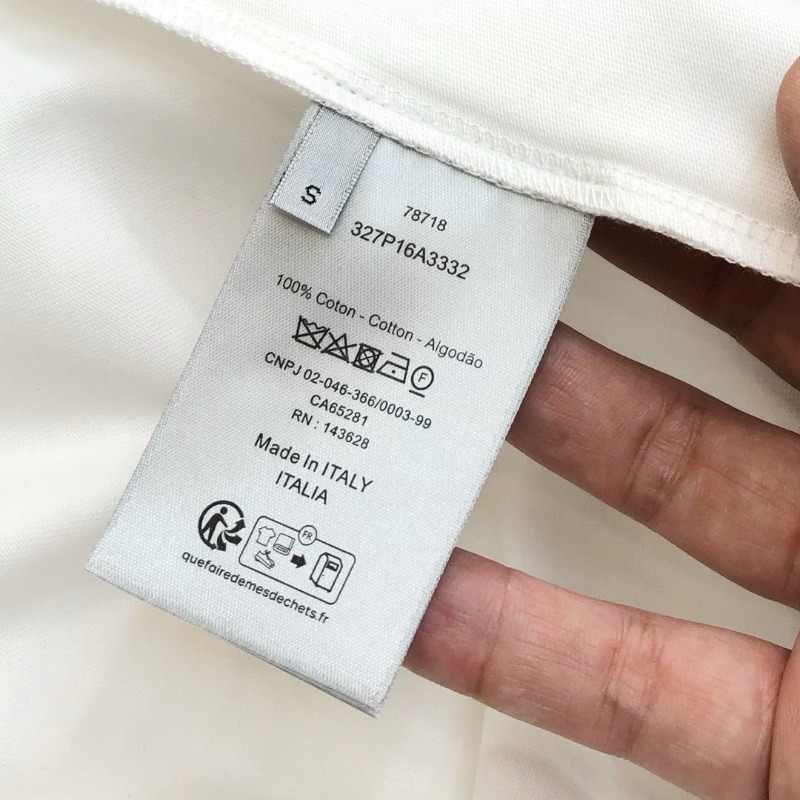 S
78718
327P16A3332
100% Coton - Cotton - Algodão
F
CNPJ 02-046-366/0003-99
CA65281
RN : 143628
Made In ITALY
ITALIA
FR
quefairedemesdechets.fr